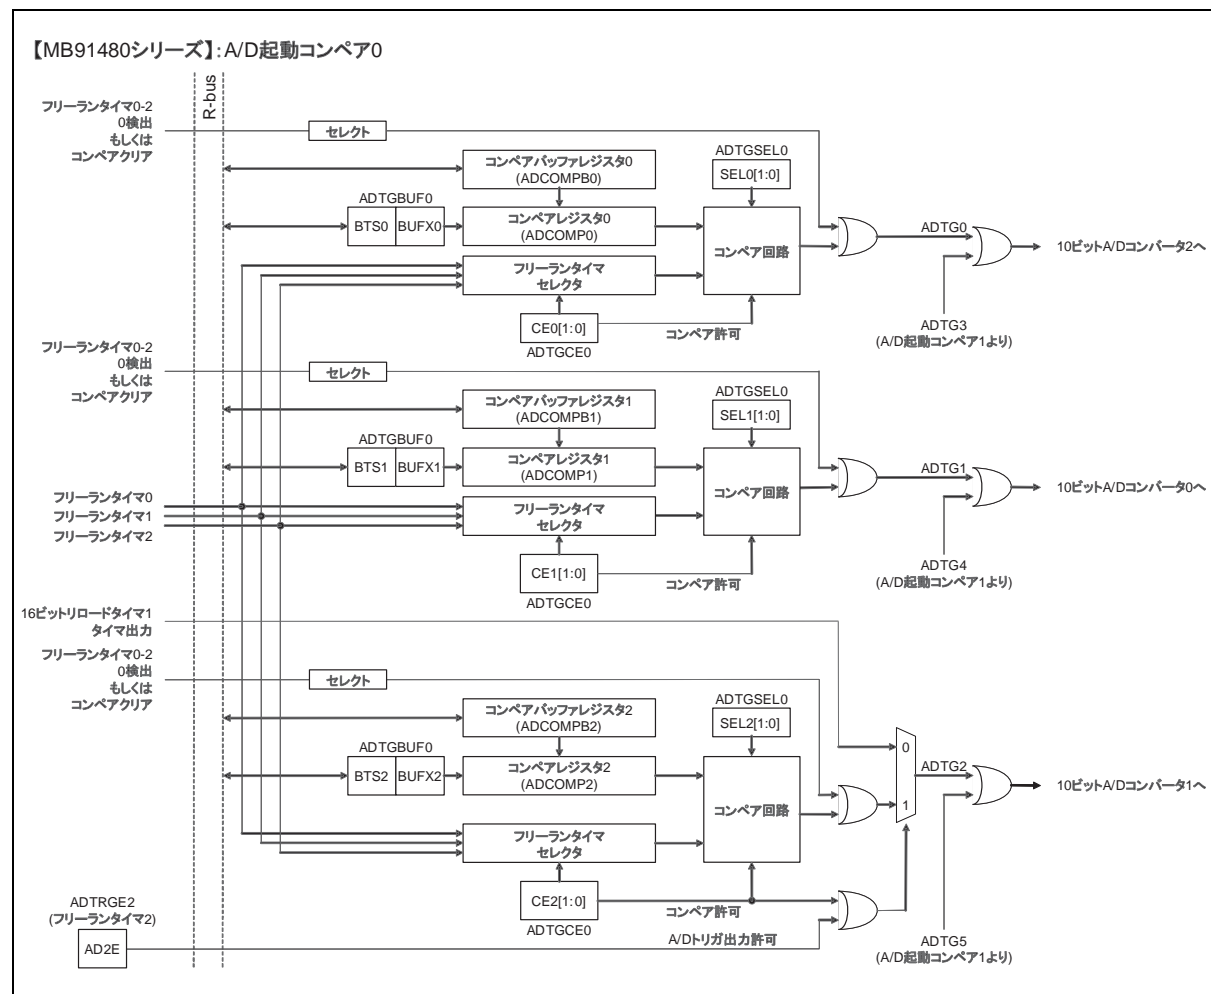 【MB91480シリーズ】：A/D起動コンペア0
R-bus
フリーランタイマ0-2
0検出
もしくは
コンペアクリア
セレクト
コンペアバッファレジスタ0
(ADCOMPB0)
ADTGSEL0
SEL0[1:0]
ADTGBUF0
BTS0
BUFX0
コンペアレジスタ0
(ADCOMP0)
コンペア回路
ADTG0
10ビットA/Dコンバータ2へ
フリーランタイマ
セレクタ
CE0[1:0]
コンペア許可
ADTGCE0
ADTG3
(A/D起動コンペア1より)
フリーランタイマ0-2
0検出
もしくは
コンペアクリア
セレクト
コンペアバッファレジスタ1
(ADCOMPB1)
ADTGSEL0
SEL1[1:0]
ADTGBUF0
BTS1
BUFX1
コンペアレジスタ1
(ADCOMP1)
コンペア回路
ADTG1
10ビットA/Dコンバータ0へ
フリーランタイマ0
フリーランタイマ1
フリーランタイマ2
フリーランタイマ
セレクタ
CE1[1:0]
コンペア許可
ADTGCE0
ADTG4
(A/D起動コンペア1より)
16ビットリロードタイマ1
タイマ出力
フリーランタイマ0-2
0検出
もしくは
コンペアクリア
セレクト
コンペアバッファレジスタ2
(ADCOMPB2)
ADTGSEL0
SEL2[1:0]
ADTGBUF0
BTS2
BUFX2
コンペアレジスタ2
(ADCOMP2)
コンペア回路
0
1
ADTG2
10ビットA/Dコンバータ1へ
フリーランタイマ
セレクタ
CE2[1:0]
コンペア許可
ADTGCE0
ADTRGE2
(フリーランタイマ2)
AD2E
A/Dトリガ出力許可
ADTG5
(A/D起動コンペア1より)